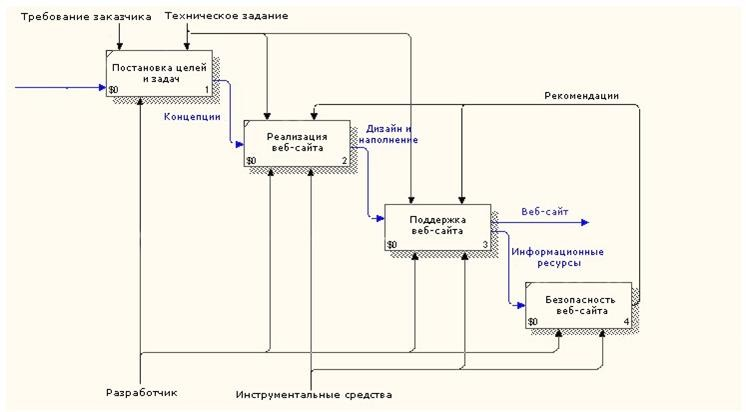 Требование заказчика
Техническое задание
Постановка целей
и задач
$0
1
Концепции
Рекомендации
Реализация
веб-сайта
$0
2
Дизайн и
наполнение
Поддержка
веб-сайта
$0
3
Веб-сайт
Информационные
ресурсы
Безопасность
веб-сайта
$0
4
Разработчик
Инструментальные средства